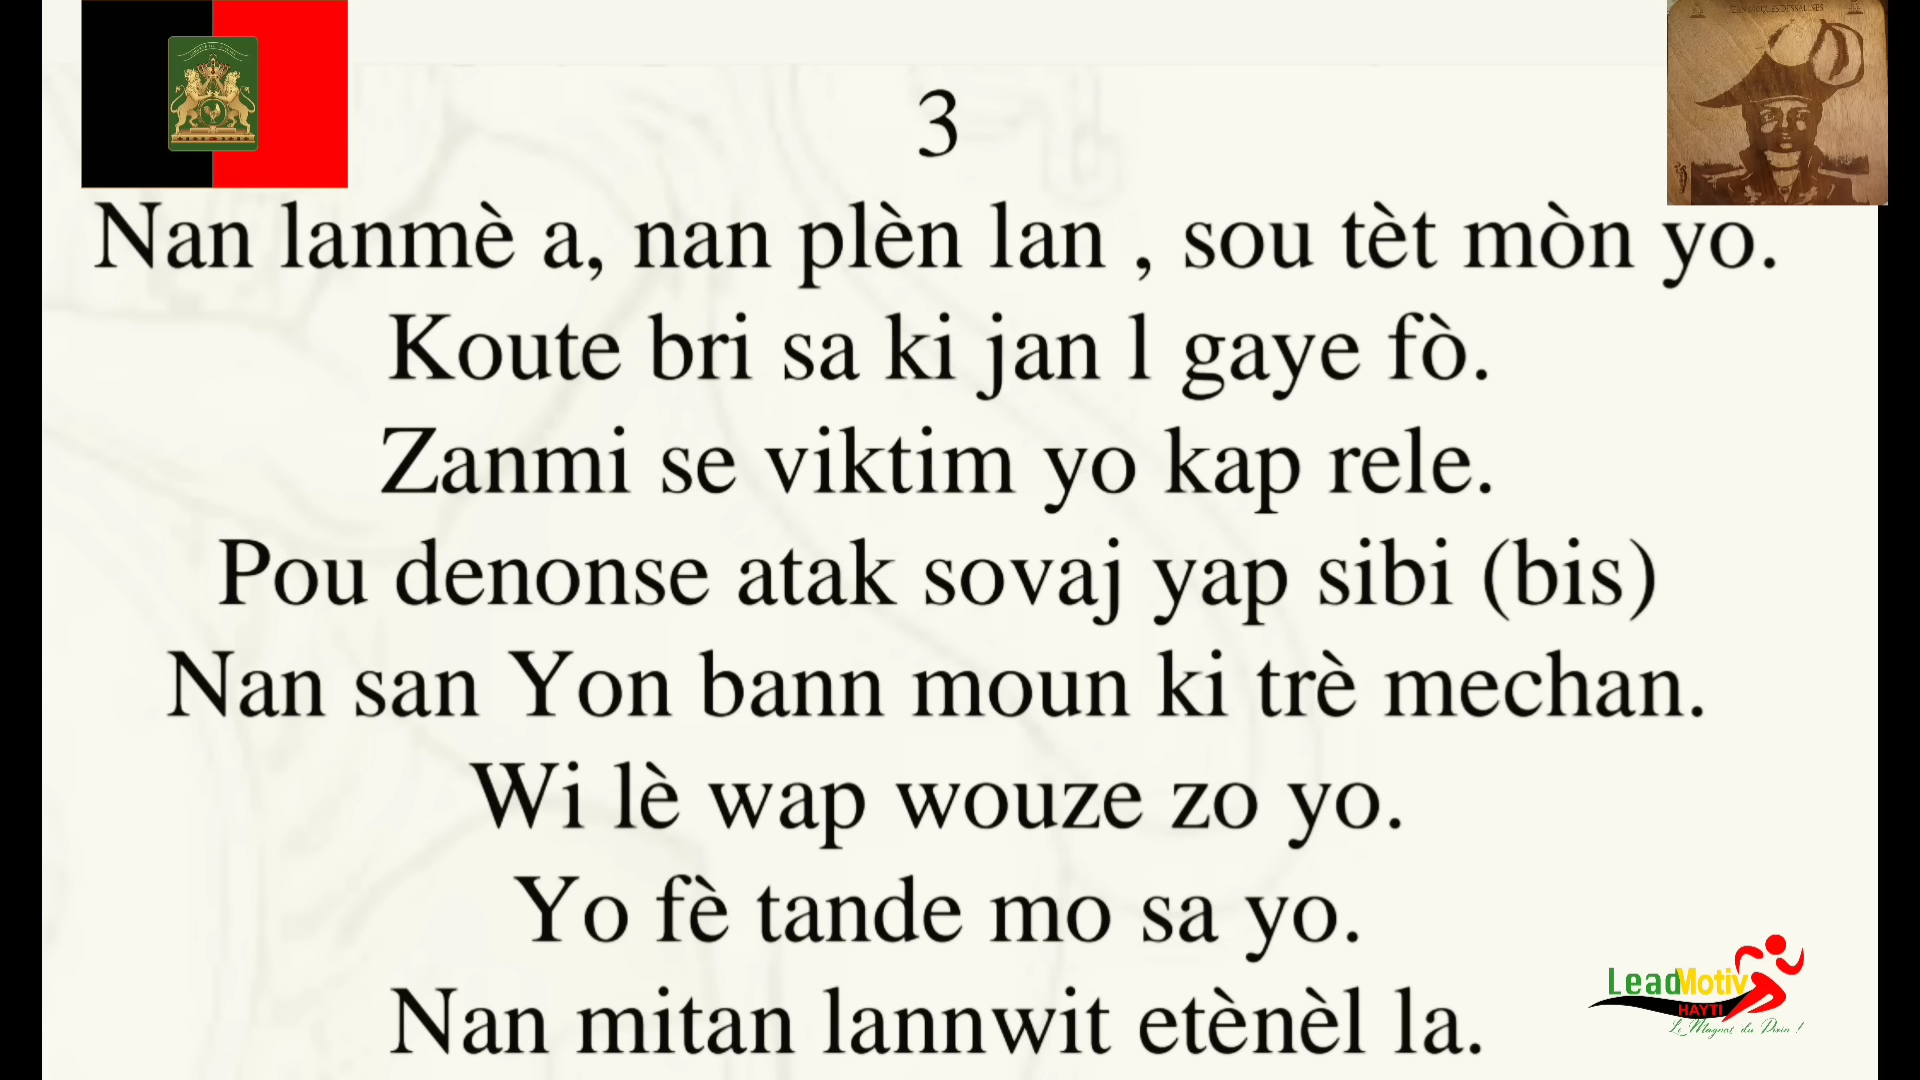 JEAN JACQUES DESSALINES
3
Nan lanmè a, nan plèn lan , sou tèt mòn yo.
Koute bri sa ki jan l gaye fò.
Zanmi se viktim yo kap rele.
Pou denonse atak sovaj yap sibi (bis)
Nan san Yon bann moun ki trè mechan.
Wi lè wap wouze zo yo.
Yo fè tande mo sa yo.
Nan mitan lannwit etènèl la.
LeadMotiv
HAYTI